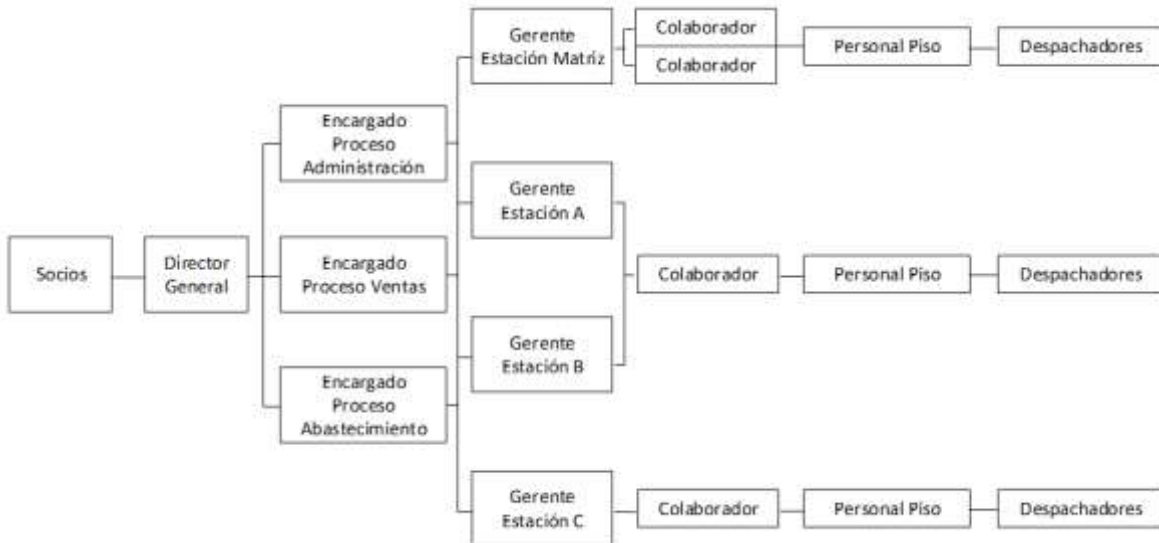 Socios
Director
General
Encargado
Proceso
Administración
Encargado
Proceso Ventas
Encargado
Proceso
Abastecimiento
Gerente
Estación Matriz
Colaborador
Colaborador
Personal Piso
Despachadores
Gerente
Estación A
Gerente
Estación B
Colaborador
Personal Piso
Despachadores
Gerente
Estación C
Colaborador
Personal Piso
Despachadores